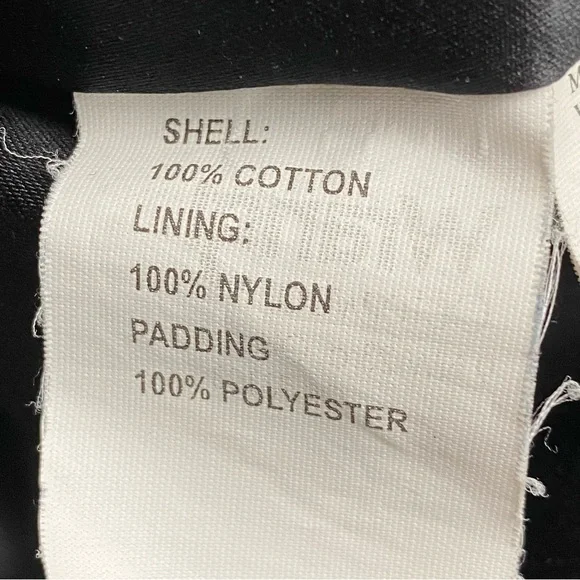 SHELL:
100% COTTON
LINING:
100% NYLON
PADDING
100% POLYESTER